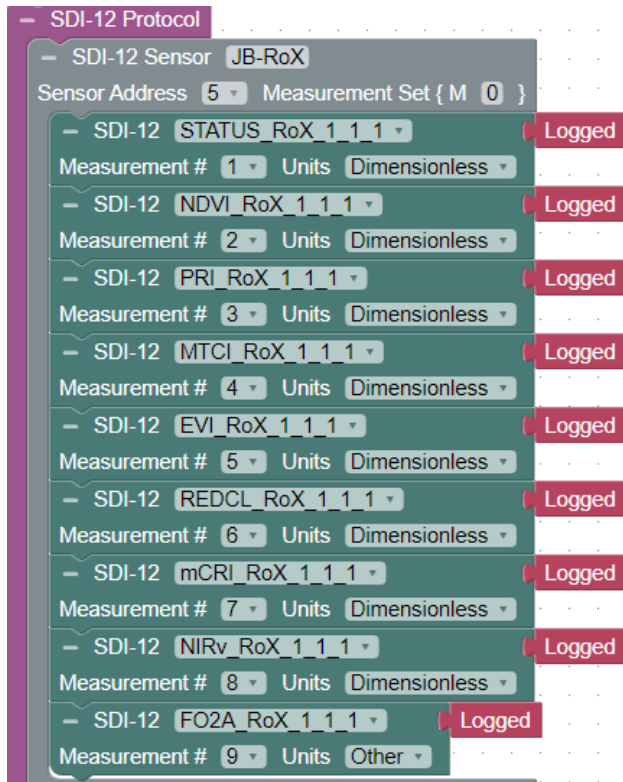 – SDI-12 Protocol
– SDI-12 Sensor JB-RoX
Sensor Address 5 Measurement Set { M 0 }
– SDI-12 STATUS_RoX_1_1_1 Logged
Measurement # 1 Units Dimensionless
– SDI-12 NDVI_RoX_1_1_1 Logged
Measurement # 2 Units Dimensionless
– SDI-12 PRI_RoX_1_1_1 Logged
Measurement # 3 Units Dimensionless
– SDI-12 MTCI_RoX_1_1_1 Logged
Measurement # 4 Units Dimensionless
– SDI-12 EVI_RoX_1_1_1 Logged
Measurement # 5 Units Dimensionless
– SDI-12 REDCL_RoX_1_1_1 Logged
Measurement # 6 Units Dimensionless
– SDI-12 mCRI_RoX_1_1_1 Logged
Measurement # 7 Units Dimensionless
– SDI-12 NIRv_RoX_1_1_1 Logged
Measurement # 8 Units Dimensionless
– SDI-12 FO2A_RoX_1_1_1 Logged
Measurement # 9 Units Other